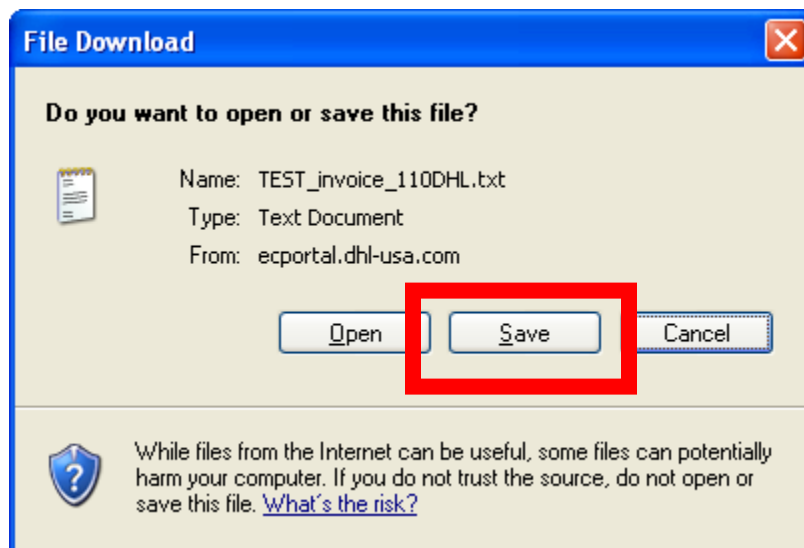 File Download
Do you want to open or save this file?
Name: TEST_invoice_110DHL.txt
Type: Text Document
From: ecportal.dhl-usa.com
Open Save Cancel
While files from the Internet can be useful, some files can potentially
harm your computer. If you do not trust the source, do not open or
save this file. What's the risk?